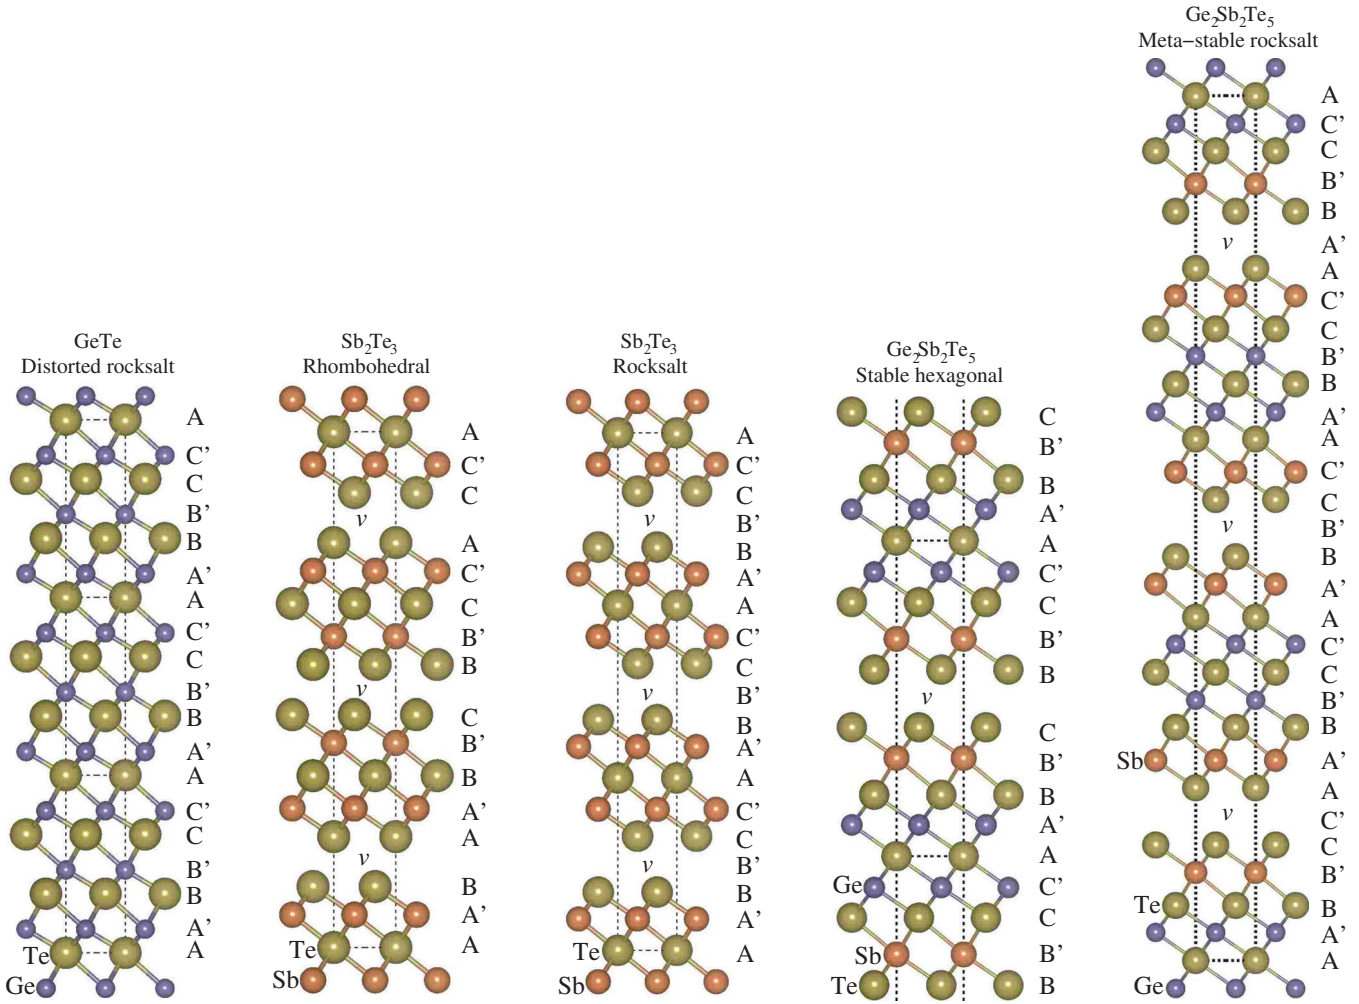 GeTe
Distorted rocksalt
A
C'
C
B'
B
A'
A
C'
C
B'
B
A'
A
C'
C
B'
B
A'
Te A
Ge
Sb2Te3
Rhombohedral
A
C'
C
v
A
C'
C
B'
B
v
C
B'
B
A'
A
v
B
A'
Te A
Sb
Sb2Te3
Rocksalt
A
C'
C
v B'
B
A'
A
C'
C
v B'
B
A'
A
C'
C
v B'
B
A'
Te A
Sb
Ge2Sb2Te5
Stable hexagonal
C
B'
B
A'
A
C'
C
B'
B
v
C
B'
B
A'
A
Ge C'
C
Sb B'
Te B
Ge2Sb2Te5
Meta−stable rocksalt
A
C'
C
B'
B
v A'
A
C'
C
B'
B
A'
A
C'
C
v B'
B
A'
A
C'
C
B'
B
Sb A'
A
v C'
C
B'
Te B
A'
A
Ge